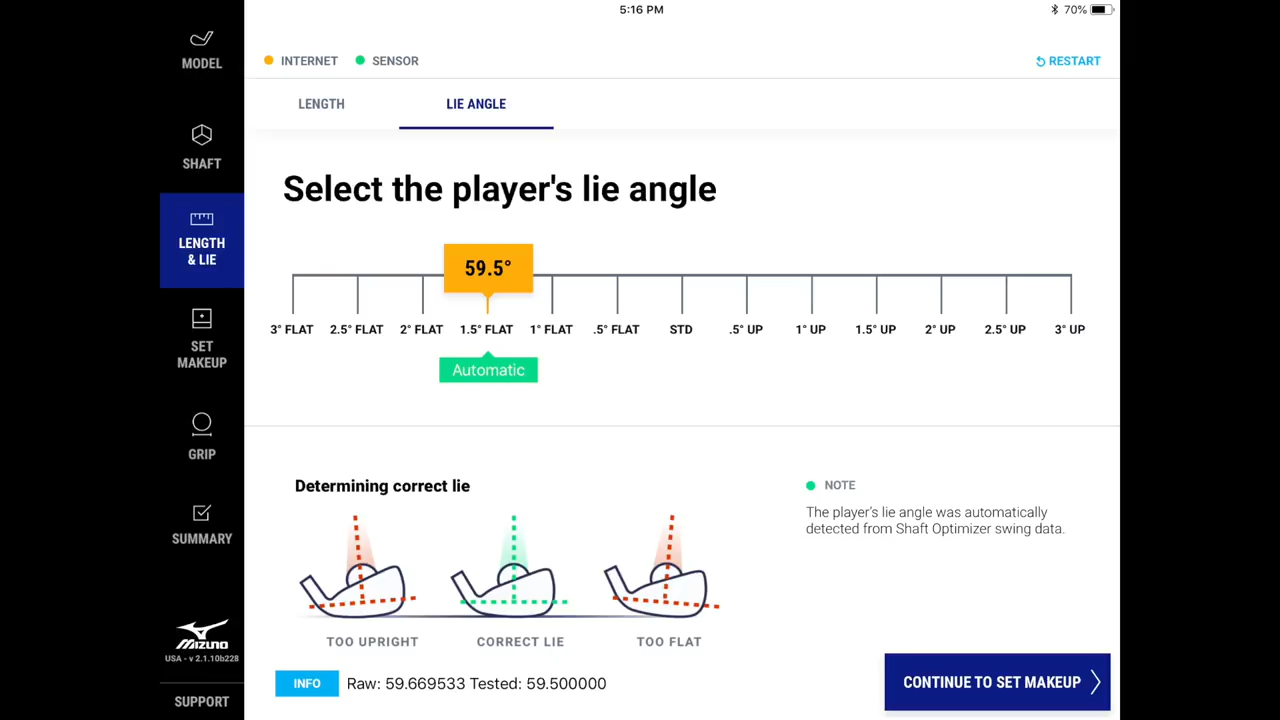 5:16 PM
70%
MODEL
SHAFT
LENGTH
& LIE
SET
MAKEUP
GRIP
SUMMARY
MIZUNO
USA - v 2.1.10b228
SUPPORT
INTERNET
SENSOR
RESTART
LENGTH
LIE ANGLE
Select the player's lie angle
59.5°
3° FLAT 2.5° FLAT 2° FLAT 1.5° FLAT 1° FLAT .5° FLAT STD .5° UP 1° UP 1.5° UP 2° UP 2.5° UP 3° UP
Automatic
Determining correct lie
TOO UPRIGHT CORRECT LIE TOO FLAT
NOTE
The player's lie angle was automatically
detected from Shaft Optimizer swing data.
INFO Raw: 59.669533 Tested: 59.500000
CONTINUE TO SET MAKEUP